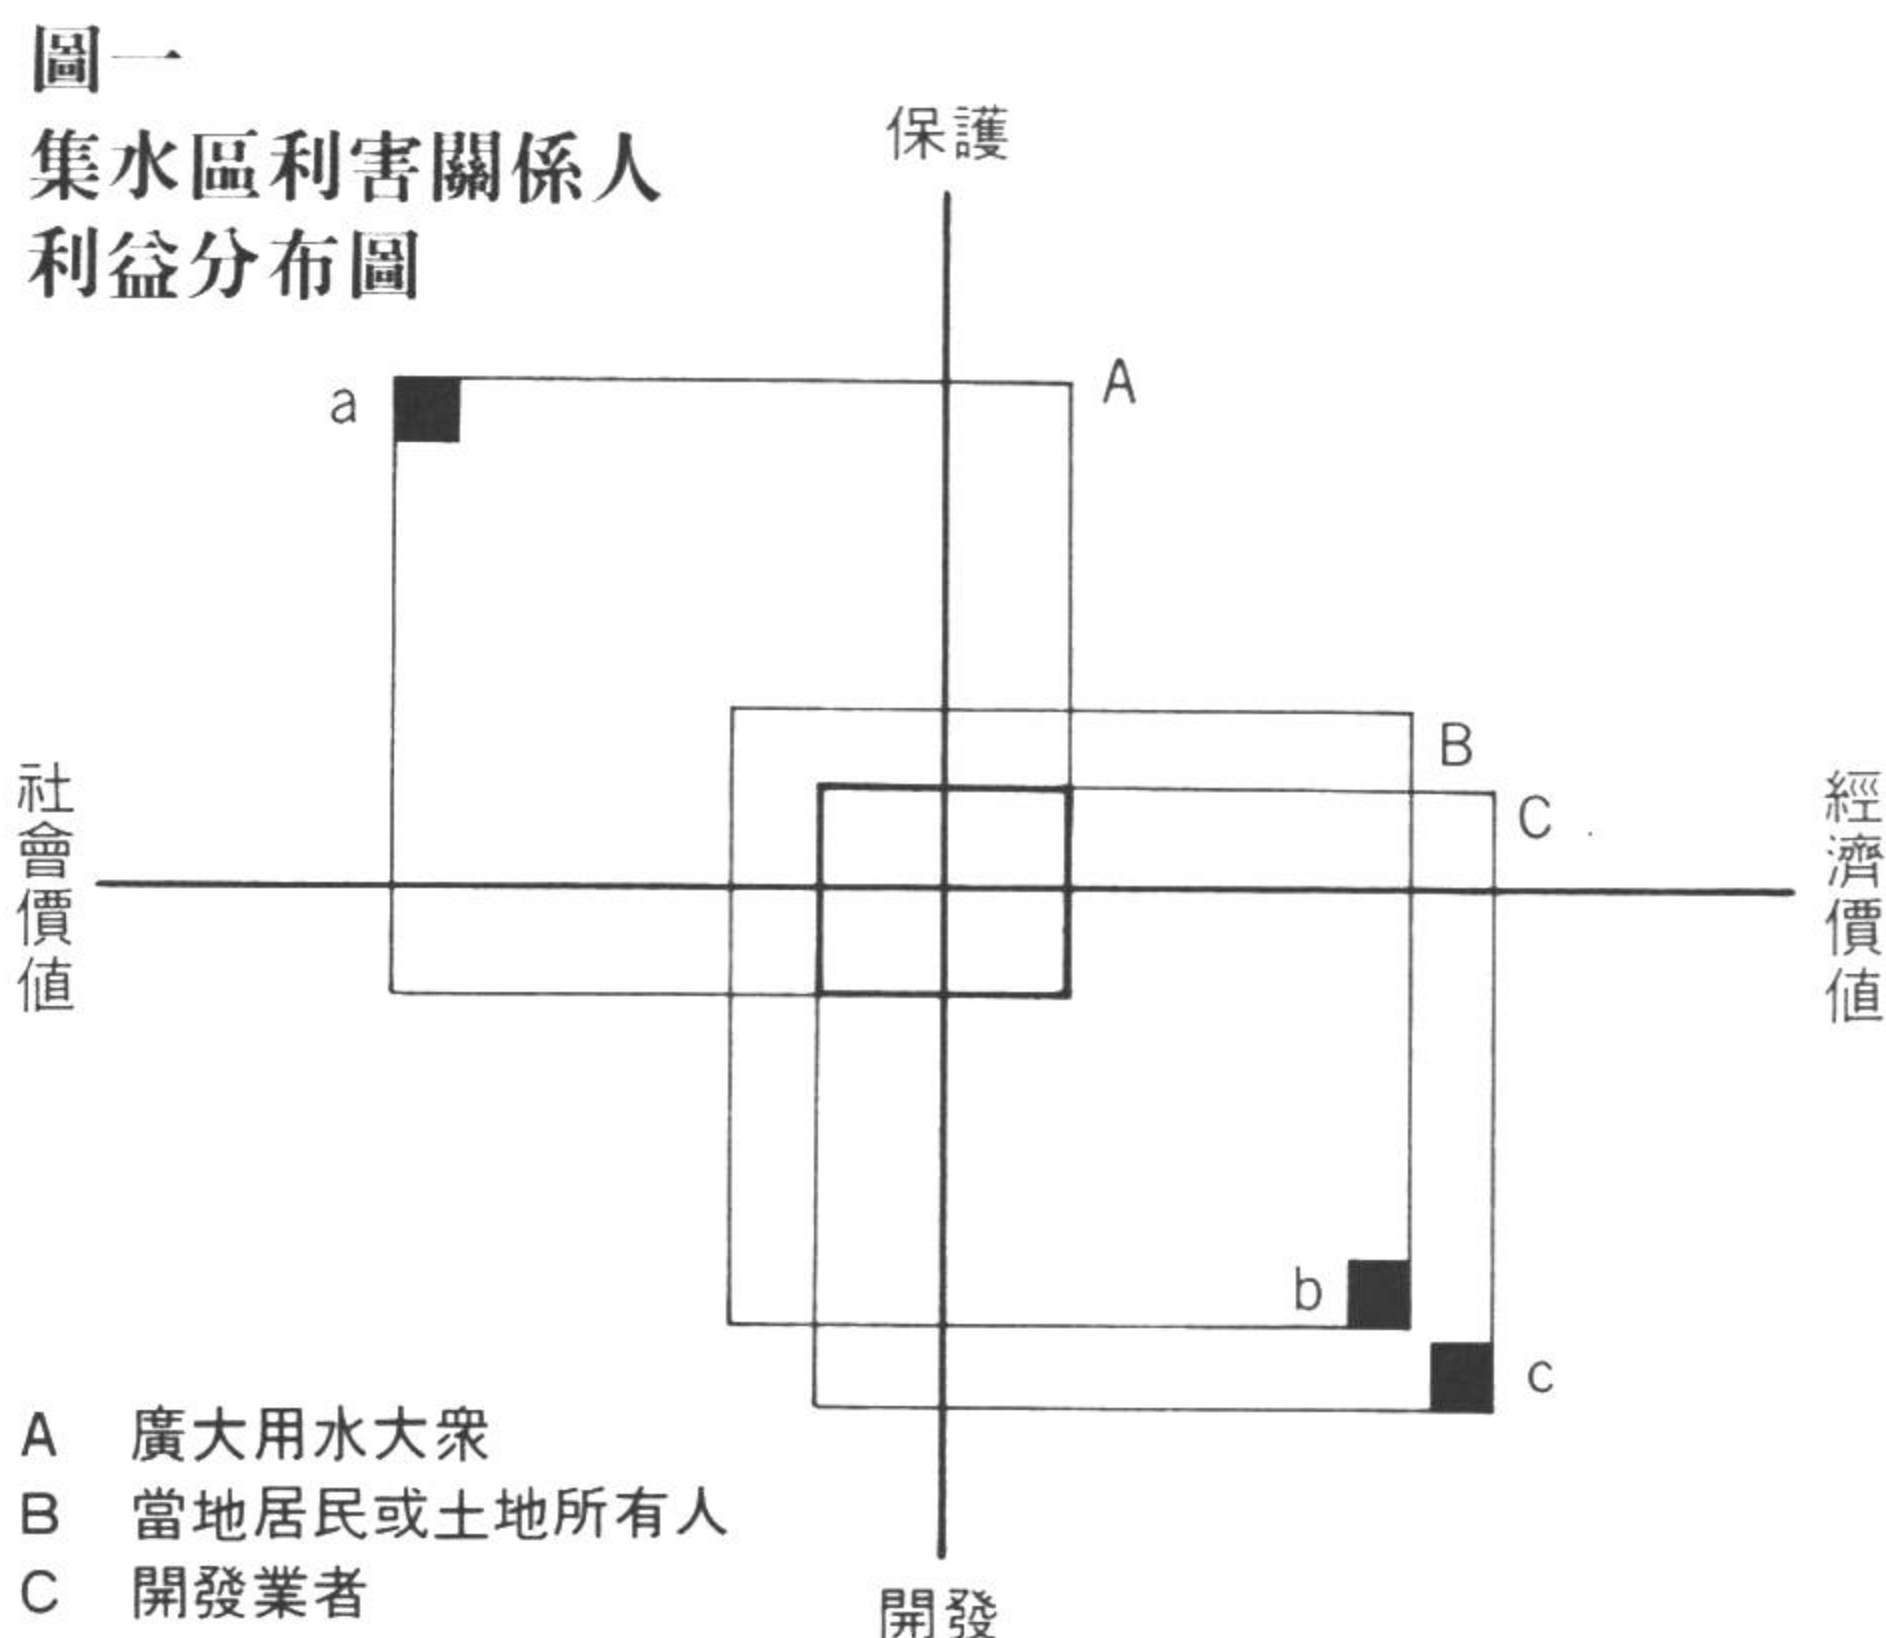 圖一
集水區利害關係人
利益分布圖
保護
a
A
B
C
社會價值
經濟價值
b
c
A 廣大用水大眾
B 當地居民或土地所有人
C 開發業者
開發